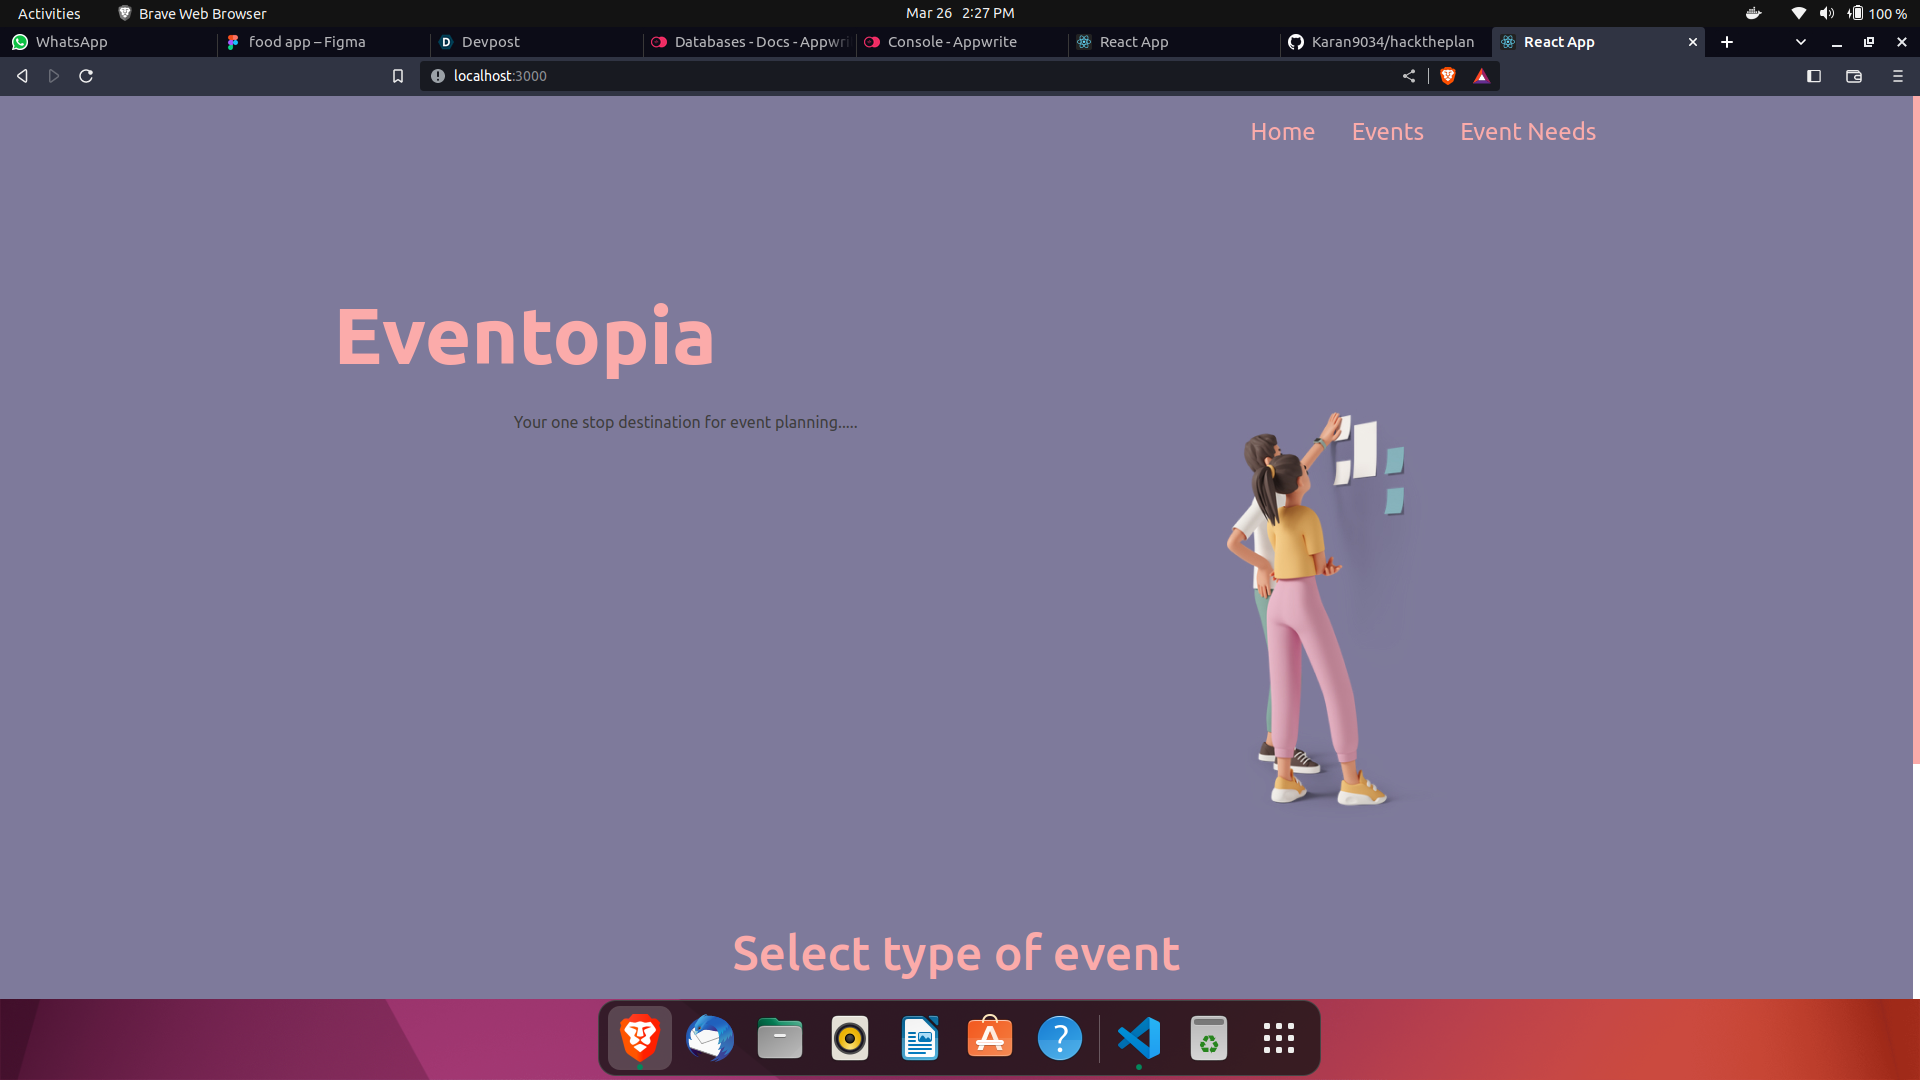 Activities Brave Web Browser Mar 26 2:27 PM 100 %
WhatsApp food app – Figma Devpost Databases - Docs - Appwri Console - Appwrite React App Karan9034/hacktheplan React App
localhost:3000
Home Events Event Needs
Eventopia
Your one stop destination for event planning.....
Select type of event